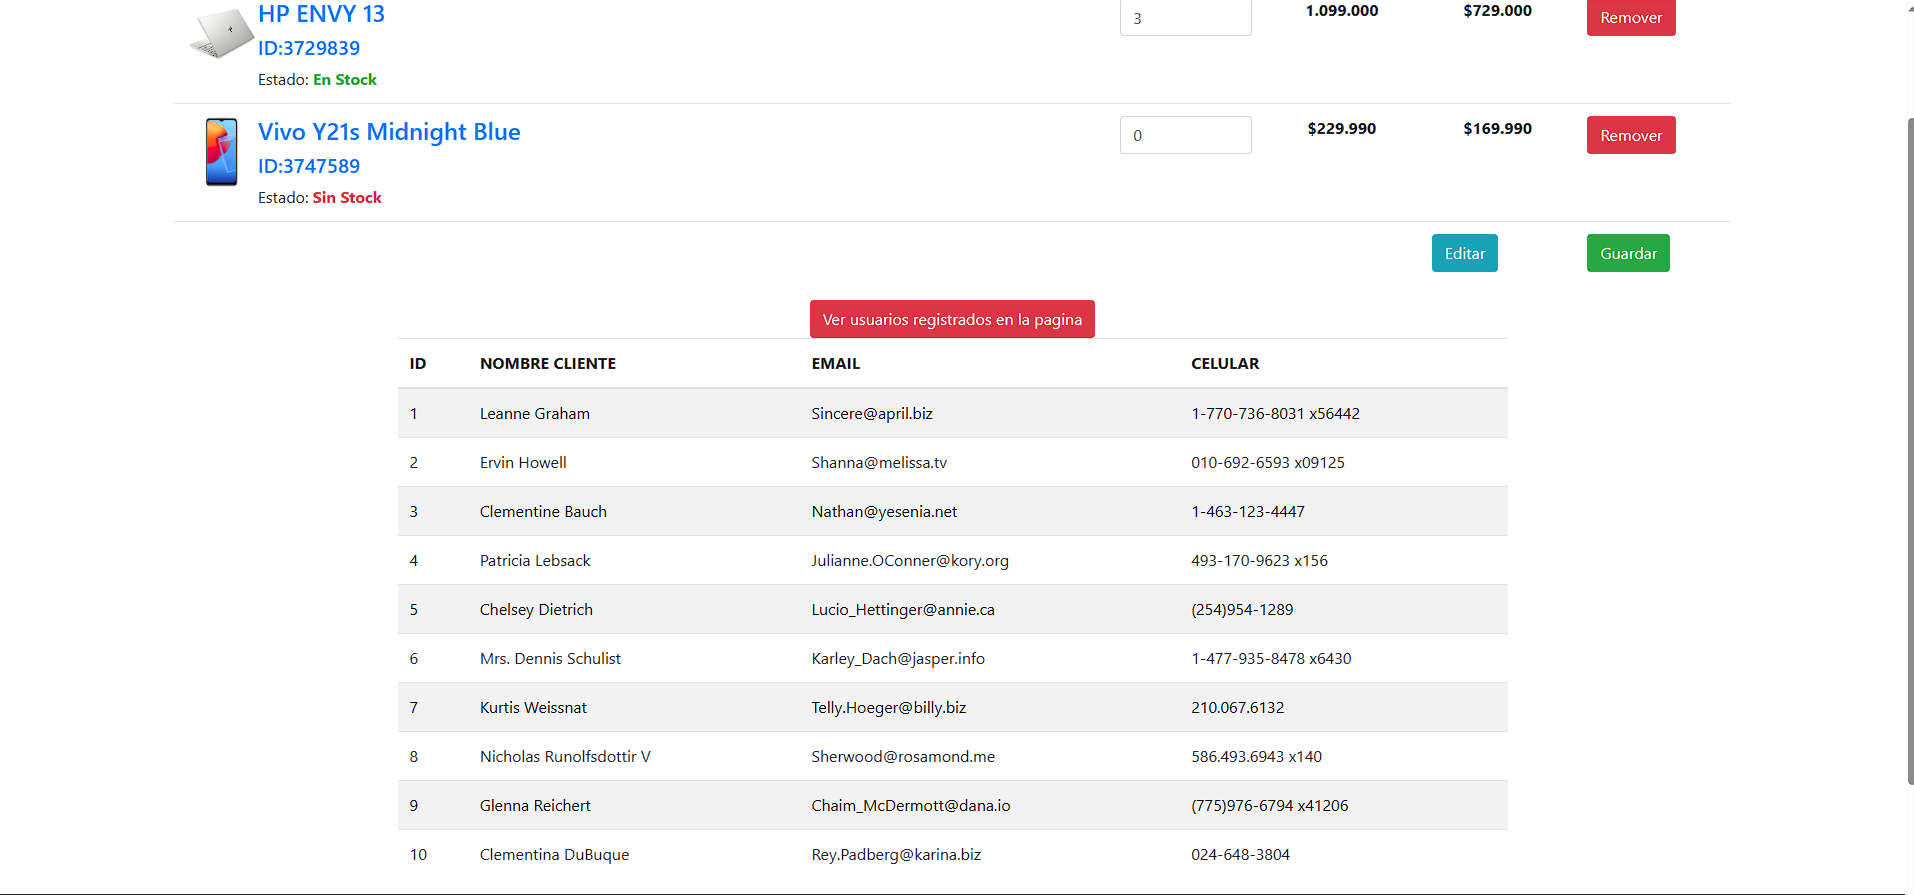 HP ENVY 13 3 1.099.000 $729.000 Remover
ID:3729839
Estado: En Stock
Vivo Y21s Midnight Blue 0 $229.990 $169.990 Remover
ID:3747589
Estado: Sin Stock
Editar Guardar
Ver usuarios registrados en la pagina
ID NOMBRE CLIENTE EMAIL CELULAR
1 Leanne Graham Sincere@april.biz 1-770-736-8031 x56442
2 Ervin Howell Shanna@melissa.tv 010-692-6593 x09125
3 Clementine Bauch Nathan@yesenia.net 1-463-123-4447
4 Patricia Lebsack Julianne.OConner@kory.org 493-170-9623 x156
5 Chelsey Dietrich Lucio_Hettinger@annie.ca (254)954-1289
6 Mrs. Dennis Schulist Karley_Dach@jasper.info 1-477-935-8478 x6430
7 Kurtis Weissnat Telly.Hoeger@billy.biz 210.067.6132
8 Nicholas Runolfsdottir V Sherwood@rosamond.me 586.493.6943 x140
9 Glenna Reichert Chaim_McDermott@dana.io (775)976-6794 x41206
10 Clementina DuBuque Rey.Padberg@karina.biz 024-648-3804